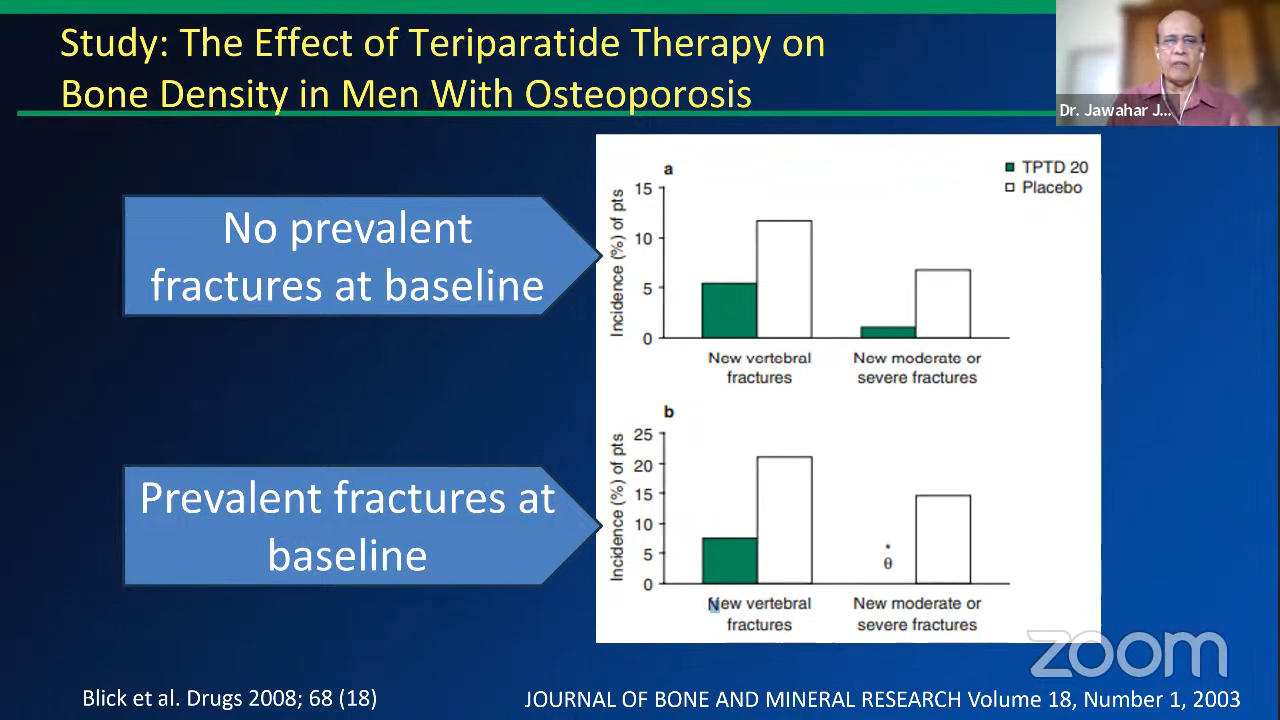 Study: The Effect of Teriparatide Therapy on
Bone Density in Men With Osteoporosis
Dr. Jawahar J...
No prevalent
fractures at baseline
a
TPTD 20
Placebo
Incidence (%) of pts
15
10
5
0
New vertebral
fractures
New moderate or
severe fractures
Prevalent fractures at
baseline
b
Incidence (%) of pts
25
20
15
10
5
0
*
θ
New vertebral
fractures
New moderate or
severe fractures
zoom
Blick et al. Drugs 2008; 68 (18)
JOURNAL OF BONE AND MINERAL RESEARCH Volume 18, Number 1, 2003